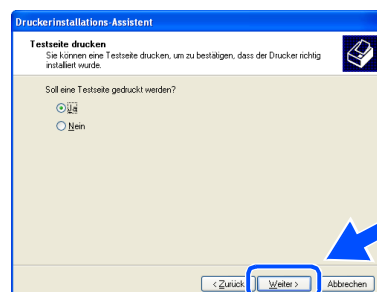 Druckerinstallations-Assistent
Testseite drucken
Sie können eine Testseite drucken, um zu bestätigen, dass der Drucker richtig
installiert wurde.
Soll eine Testseite gedruckt werden?
Ja
Nein
< Zurück
Weiter >
Abbrechen